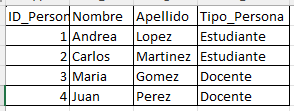 ID_Person Nombre Apellido Tipo_Persona
1 Andrea Lopez Estudiante
2 Carlos Martinez Estudiante
3 Maria Gomez Docente
4 Juan Perez Docente